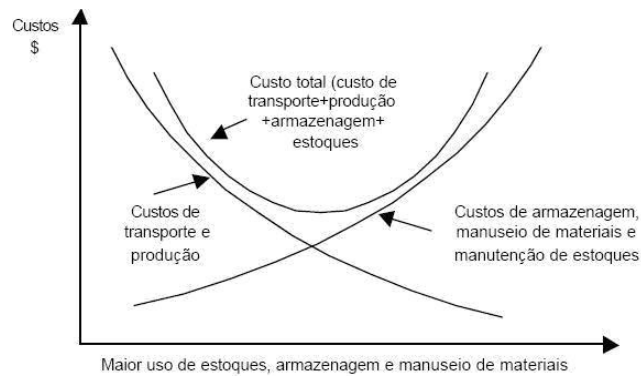 Custos
$
Custo total (custo de
transporte+produção
+armazenagem+
estoques
Custos de
transporte e
produção
Custos de armazenagem,
manuseio de materiais e
manutenção de estoques
Maior uso de estoques, armazenagem e manuseio de materiais